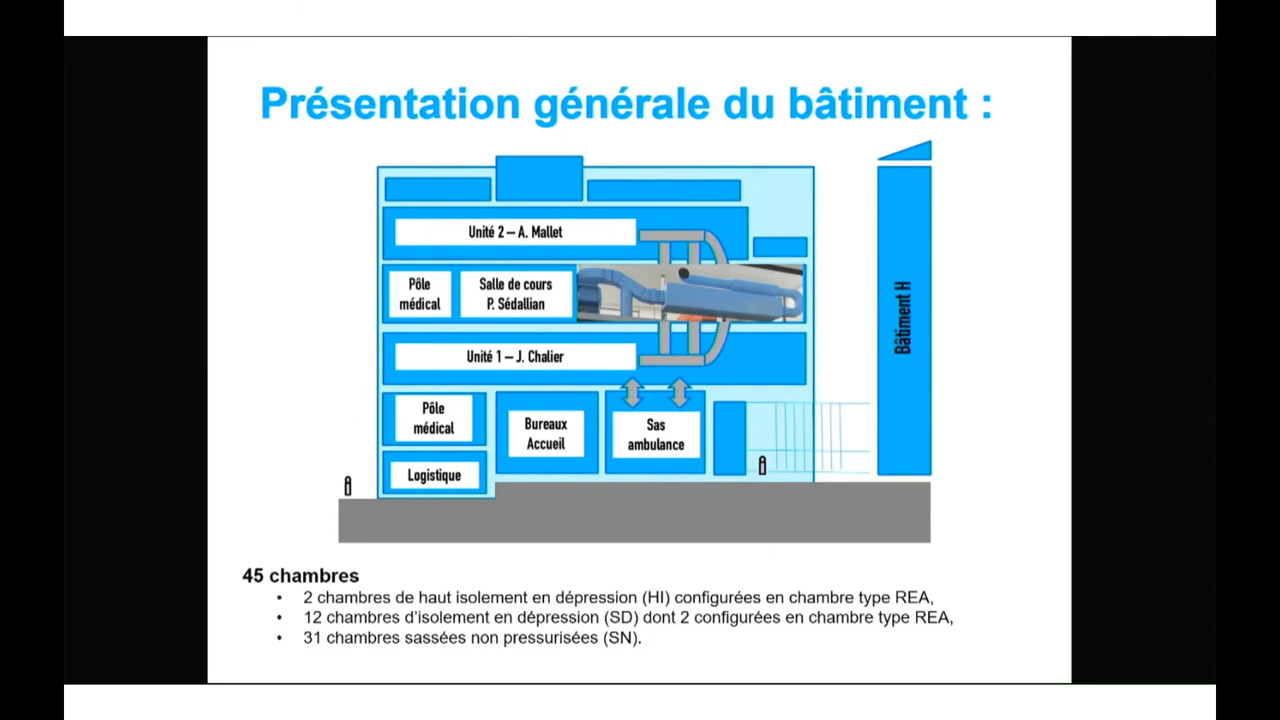 Présentation générale du bâtiment :
Unité 2 – A. Mallet
Pôle
médical
Salle de cours
P. Sédallian
Bâtiment H
Unité 1 – J. Chalier
Pôle
médical
Bureaux
Accueil
Sas
ambulance
Logistique
45 chambres
• 2 chambres de haut isolement en dépression (HI) configurées en chambre type REA,
• 12 chambres d’isolement en dépression (SD) dont 2 configurées en chambre type REA,
• 31 chambres sassées non pressurisées (SN).